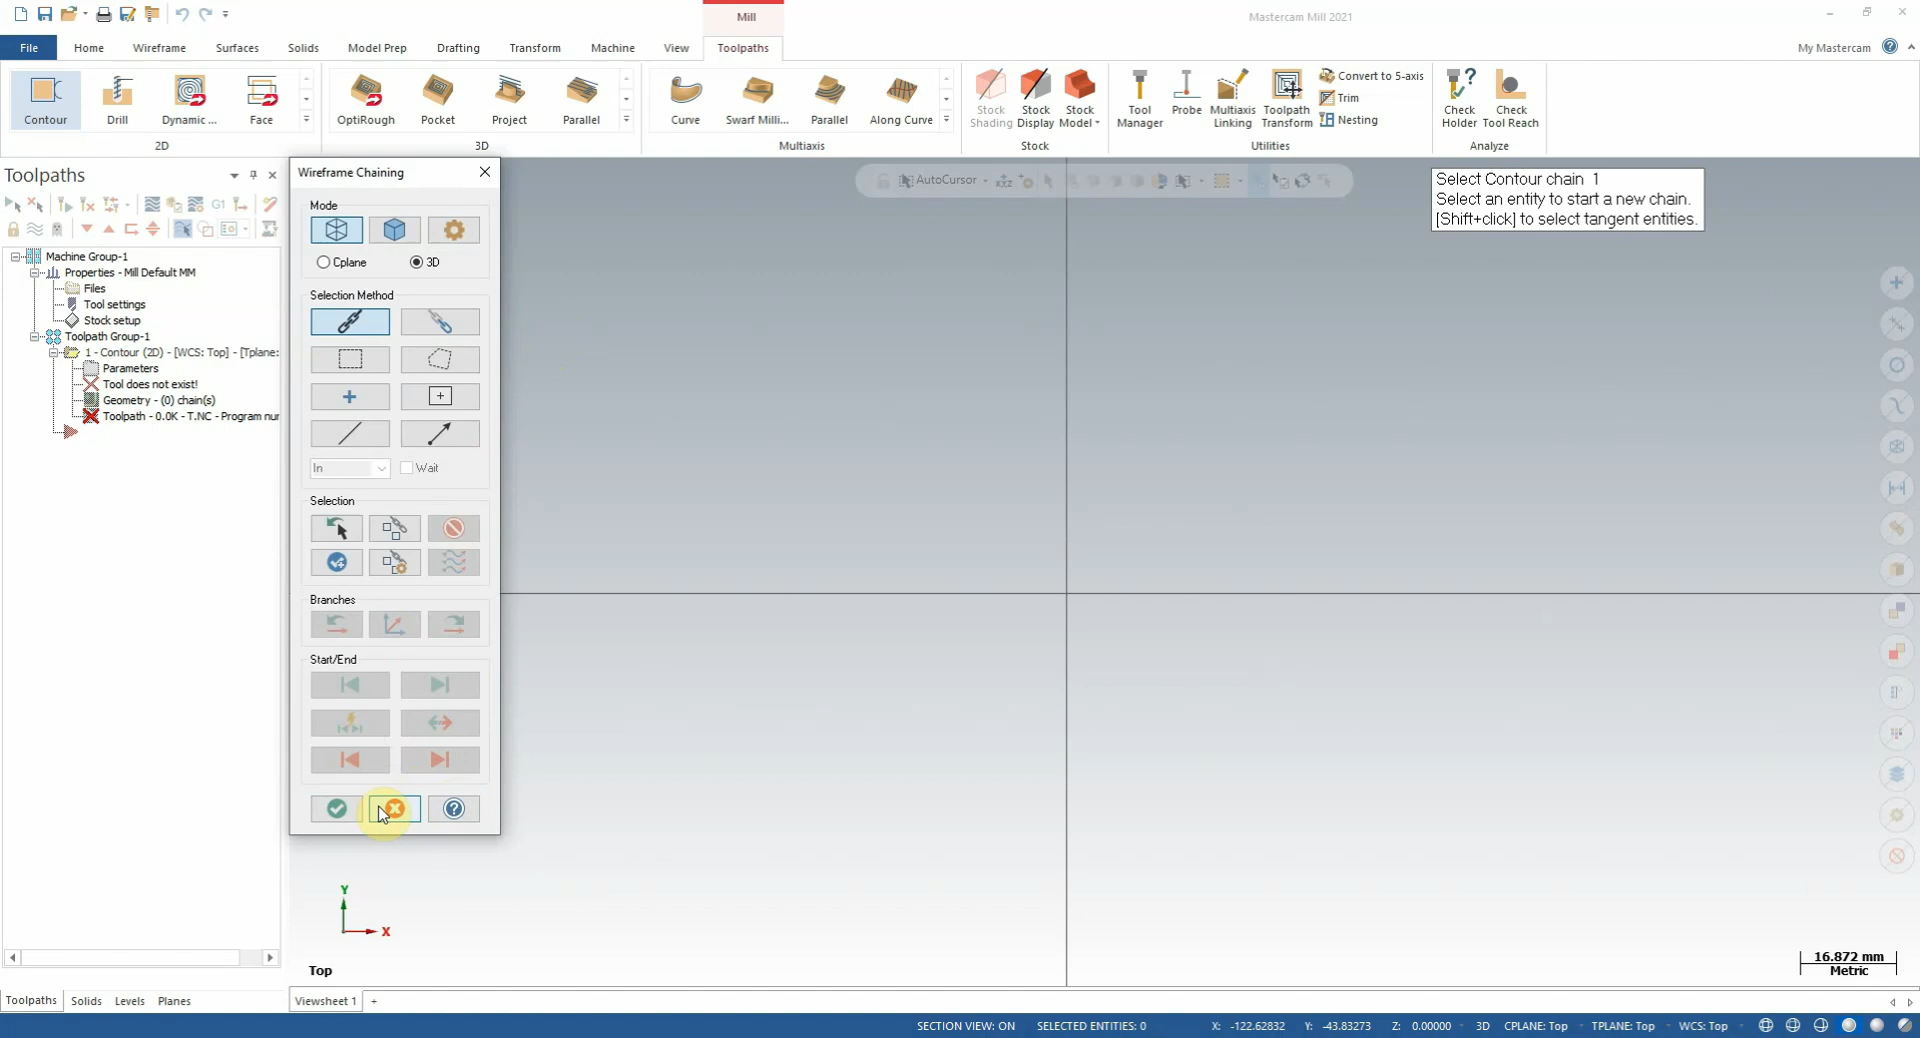 Mill
Mastercam Mill 2021
File
Home
Wireframe
Surfaces
Solids
Model Prep
Drafting
Transform
Machine
View
Toolpaths
My Mastercam
Contour
Drill
Dynamic ...
Face
OptiRough
Pocket
Project
Parallel
Curve
Swarf Milli...
Parallel
Along Curve
Stock Shading
Stock Display
Stock Model
Tool Manager
Probe
Multiaxis Linking
Toolpath Transform
Convert to 5-axis
Trim
Nesting
Check Holder
Check Tool Reach
2D
3D
Multiaxis
Stock
Utilities
Analyze
Toolpaths
G1
Machine Group-1
Properties - Mill Default MM
Files
Tool settings
Stock setup
Toolpath Group-1
1 - Contour (2D) - [WCS: Top] - [Tplane:
Parameters
Tool does not exist!
Geometry - (0) chain(s)
Toolpath - 0.0K - T.NC - Program nur
Wireframe Chaining
Mode
Cplane
3D
Selection Method
In
Wait
Selection
Branches
Start/End
AutoCursor
Select Contour chain 1
Select an entity to start a new chain.
[Shift+click] to select tangent entities.
Y
X
Top
16.872 mm
Metric
Toolpaths
Solids
Levels
Planes
Viewsheet 1
+
SECTION VIEW: ON
SELECTED ENTITIES: 0
X: -122.62832
Y: -43.83273
Z: 0.00000
3D
CPLANE: Top
TPLANE: Top
WCS: Top